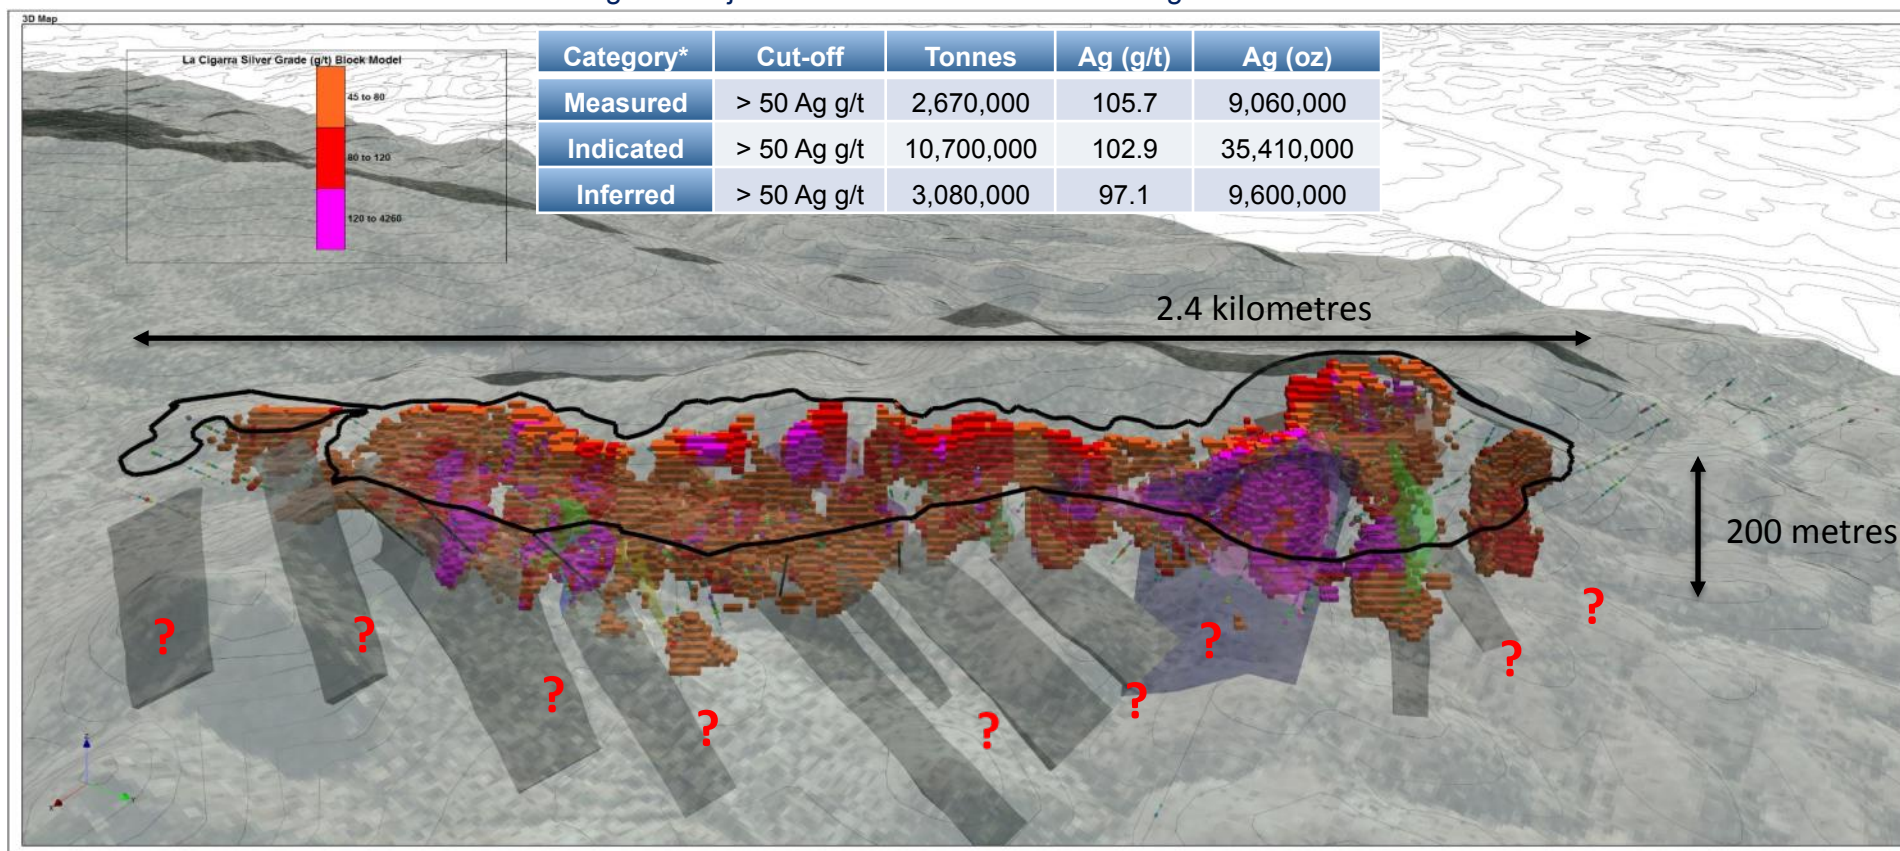 3D Map
La Cigarra Silver Grade (g/t) Block Model
45 to 80
80 to 120
120 to 4260
Category* Cut-off Tonnes Ag (g/t) Ag (oz)
Measured > 50 Ag g/t 2,670,000 105.7 9,060,000
Indicated > 50 Ag g/t 10,700,000 102.9 35,410,000
Inferred > 50 Ag g/t 3,080,000 97.1 9,600,000
2.4 kilometres
200 metres
?
? ? ?
?
?
?
?
?
?
Z
X Y